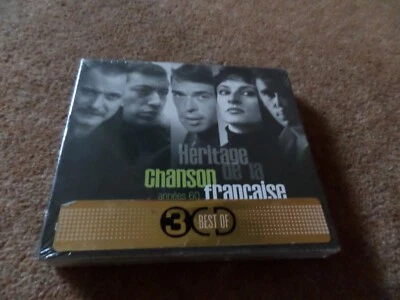 Héritage
de la
chanson
française
années 60
3CD BEST OF